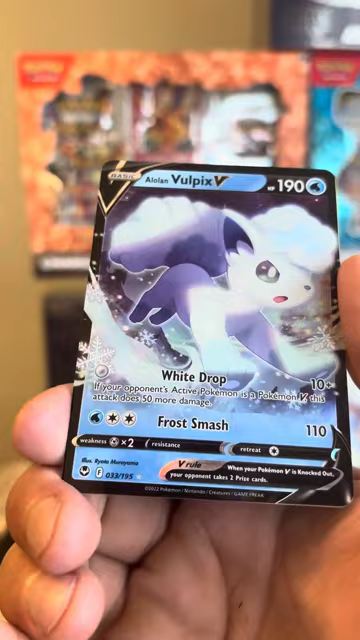 BASIC Alolan Vulpix V HP 190
White Drop 10+
If your opponent's Active Pokémon is a Pokémon V, this
attack does 50 more damage.
Frost Smash 110
weakness ×2 resistance retreat
Illus. Ryota Murayama
V rule When your Pokémon V is Knocked Out,
your opponent takes 2 Prize cards.
F 033/195
©2022 Pokémon / Nintendo / Creatures / GAME FREAK